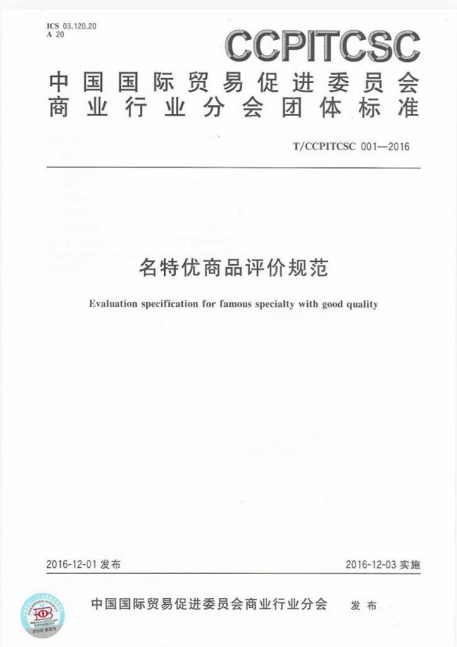 ICS 03.120.20
A 20
CCPITCSC
中国国际贸易促进委员会
商业行业分会团体标准
T/CCPITCSC 001—2016
名特优商品评价规范
Evaluation specification for famous specialty with good quality
2016-12-01 发布
2016-12-03 实施
中国国际贸易促进委员会商业行业分会 发布